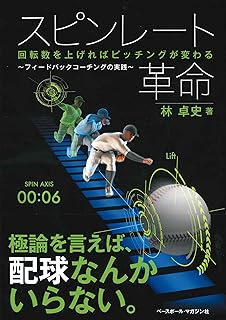 スピンレート
回転数を上げればピッチングが変わる
~フィードバックコーチングの実践~
革命
林 卓史 著
Lift
SPIN AXIS
00:06
極論を言えば、
配球なんか
いらない。
ベースボール・マガジン社